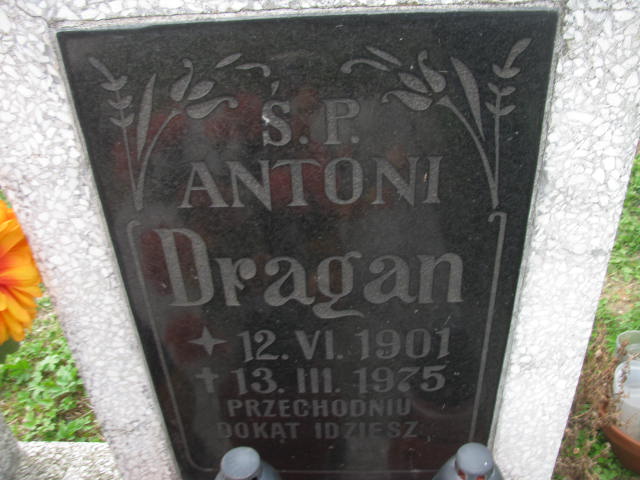 Ś.P.
ANTONI
Dragan
12.VI.1901
13.III.1975
PRZECHODNIU
DOKĄT IDZIESZ